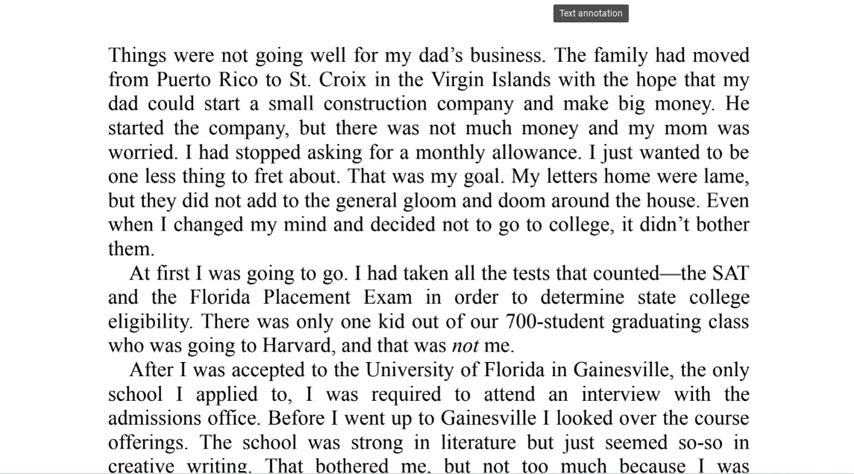 Text annotation
Things were not going well for my dad’s business. The family had moved
from Puerto Rico to St. Croix in the Virgin Islands with the hope that my
dad could start a small construction company and make big money. He
started the company, but there was not much money and my mom was
worried. I had stopped asking for a monthly allowance. I just wanted to be
one less thing to fret about. That was my goal. My letters home were lame,
but they did not add to the general gloom and doom around the house. Even
when I changed my mind and decided not to go to college, it didn’t bother
them.
At first I was going to go. I had taken all the tests that counted—the SAT
and the Florida Placement Exam in order to determine state college
eligibility. There was only one kid out of our 700-student graduating class
who was going to Harvard, and that was not me.
After I was accepted to the University of Florida in Gainesville, the only
school I applied to, I was required to attend an interview with the
admissions office. Before I went up to Gainesville I looked over the course
offerings. The school was strong in literature but just seemed so-so in
creative writing. That bothered me, but not too much because I was